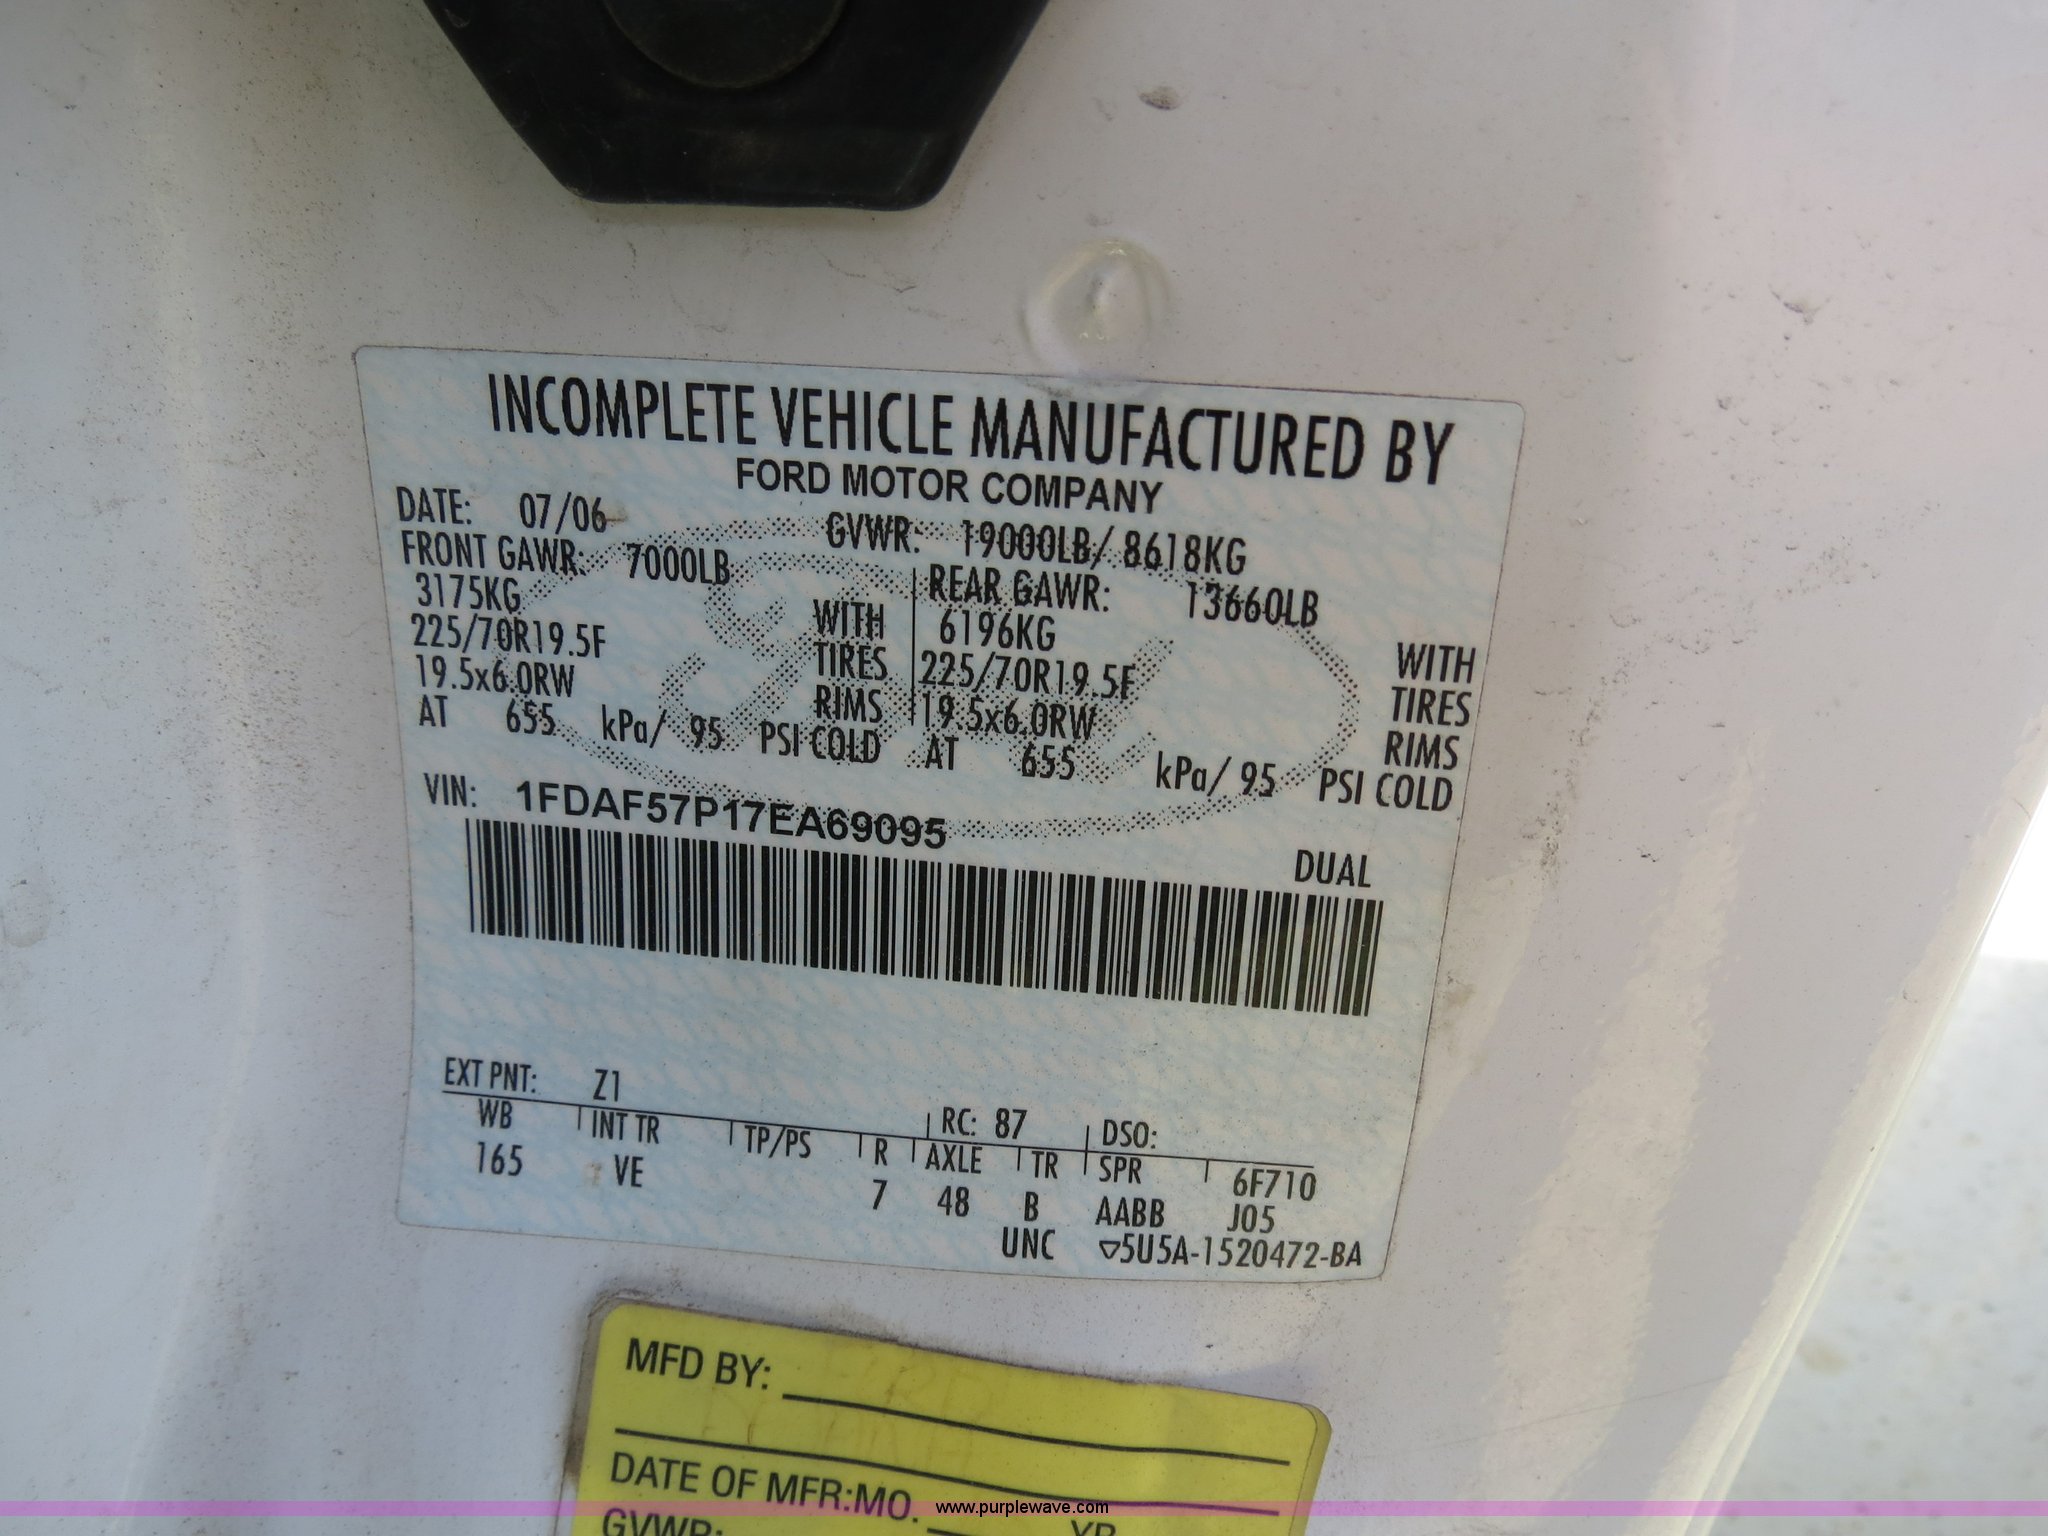 INCOMPLETE VEHICLE MANUFACTURED BY
FORD MOTOR COMPANY
DATE: 07/06 GVWR: 19000LB/ 8618KG
FRONT GAWR: 7000LB REAR GAWR: 13660LB
3175KG WITH 6196KG WITH
225/70R19.5F TIRES 225/70R19.5F TIRES
19.5x6.0RW RIMS 19.5x6.0RW RIMS
AT 655 kPa/ 95 PSI COLD AT 655 kPa/ 95 PSI COLD
VIN: 1FDAF57P17EA69095
DUAL
EXT PNT: Z1 RC: 87 DSO:
WB INT TR TP/PS R AXLE TR SPR 6F710
165 VE 7 48 B AABB J05
UNC ▽5U5A-1520472-BA
MFD BY:
DATE OF MFR:MO. YR
GVWR:
www.purplewave.com